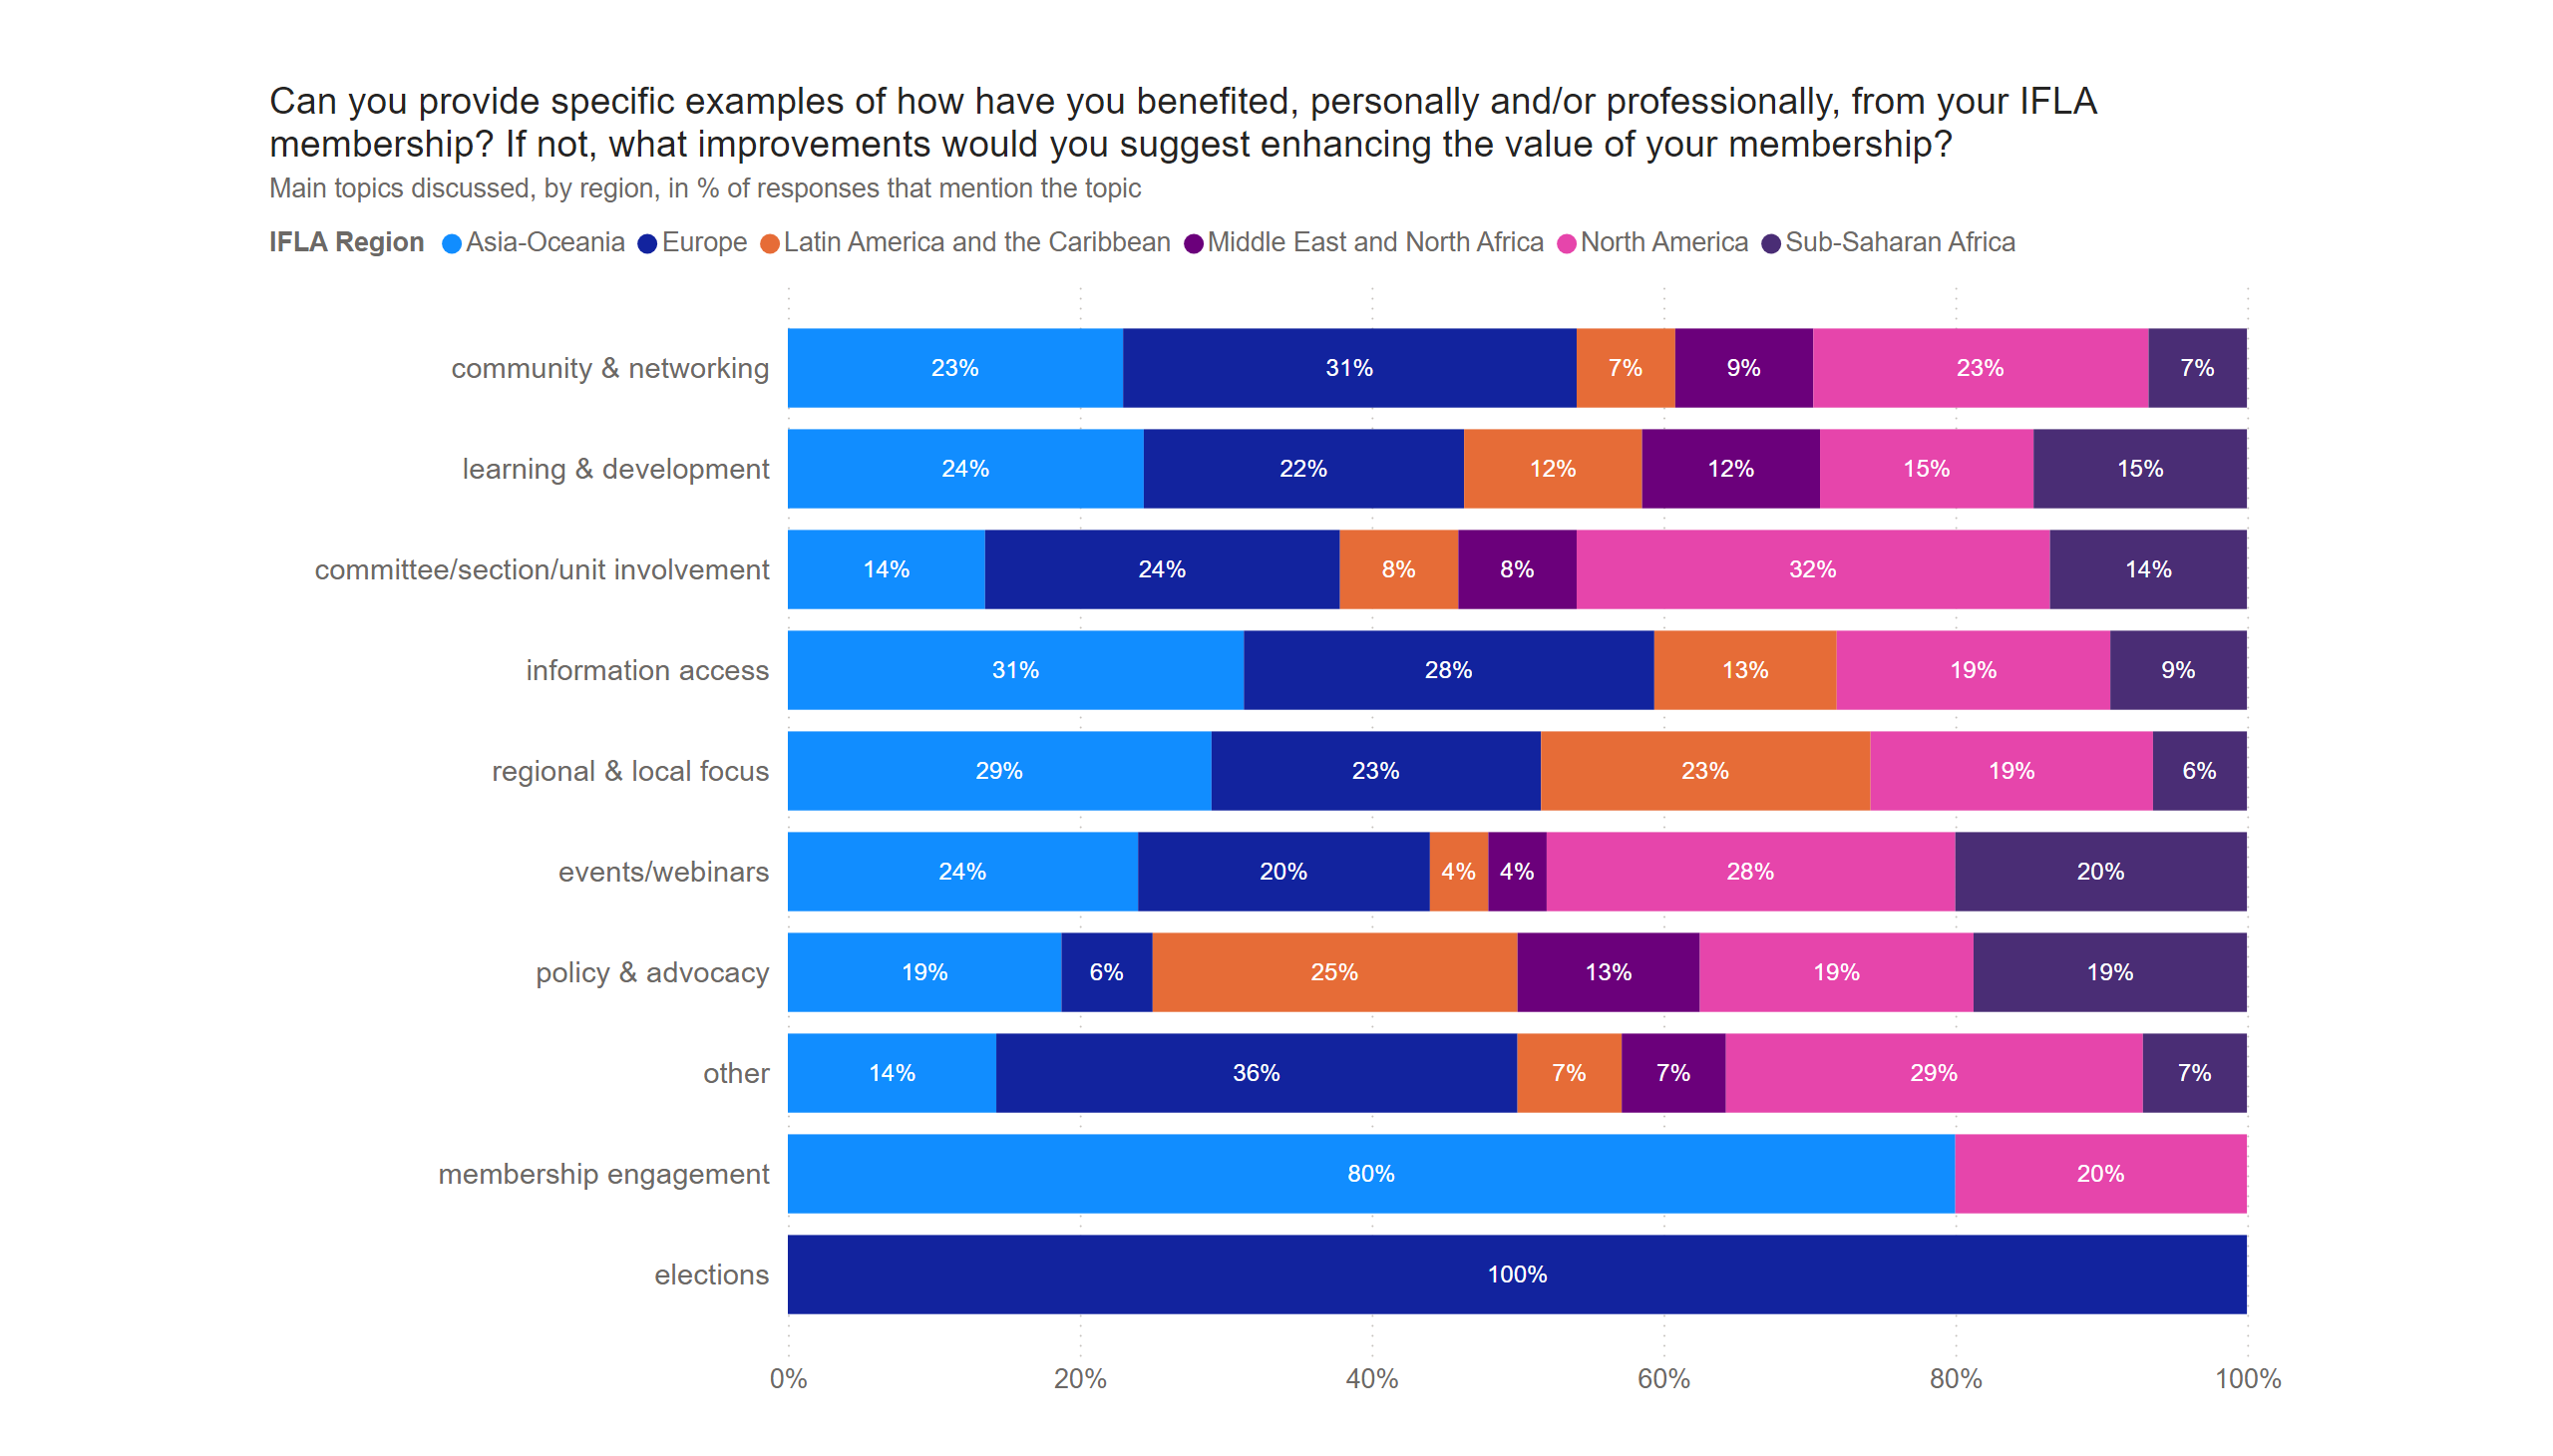 Can you provide specific examples of how have you benefited, personally and/or professionally, from your IFLA
membership? If not, what improvements would you suggest enhancing the value of your membership?
Main topics discussed, by region, in % of responses that mention the topic
IFLA Region Asia-Oceania Europe Latin America and the Caribbean Middle East and North Africa North America Sub-Saharan Africa
community & networking 23% 31% 7% 9% 23% 7%
learning & development 24% 22% 12% 12% 15% 15%
committee/section/unit involvement 14% 24% 8% 8% 32% 14%
information access 31% 28% 13% 19% 9%
regional & local focus 29% 23% 23% 19% 6%
events/webinars 24% 20% 4% 4% 28% 20%
policy & advocacy 19% 6% 25% 13% 19% 19%
other 14% 36% 7% 7% 29% 7%
membership engagement 80% 20%
elections 100%
0% 20% 40% 60% 80% 100%